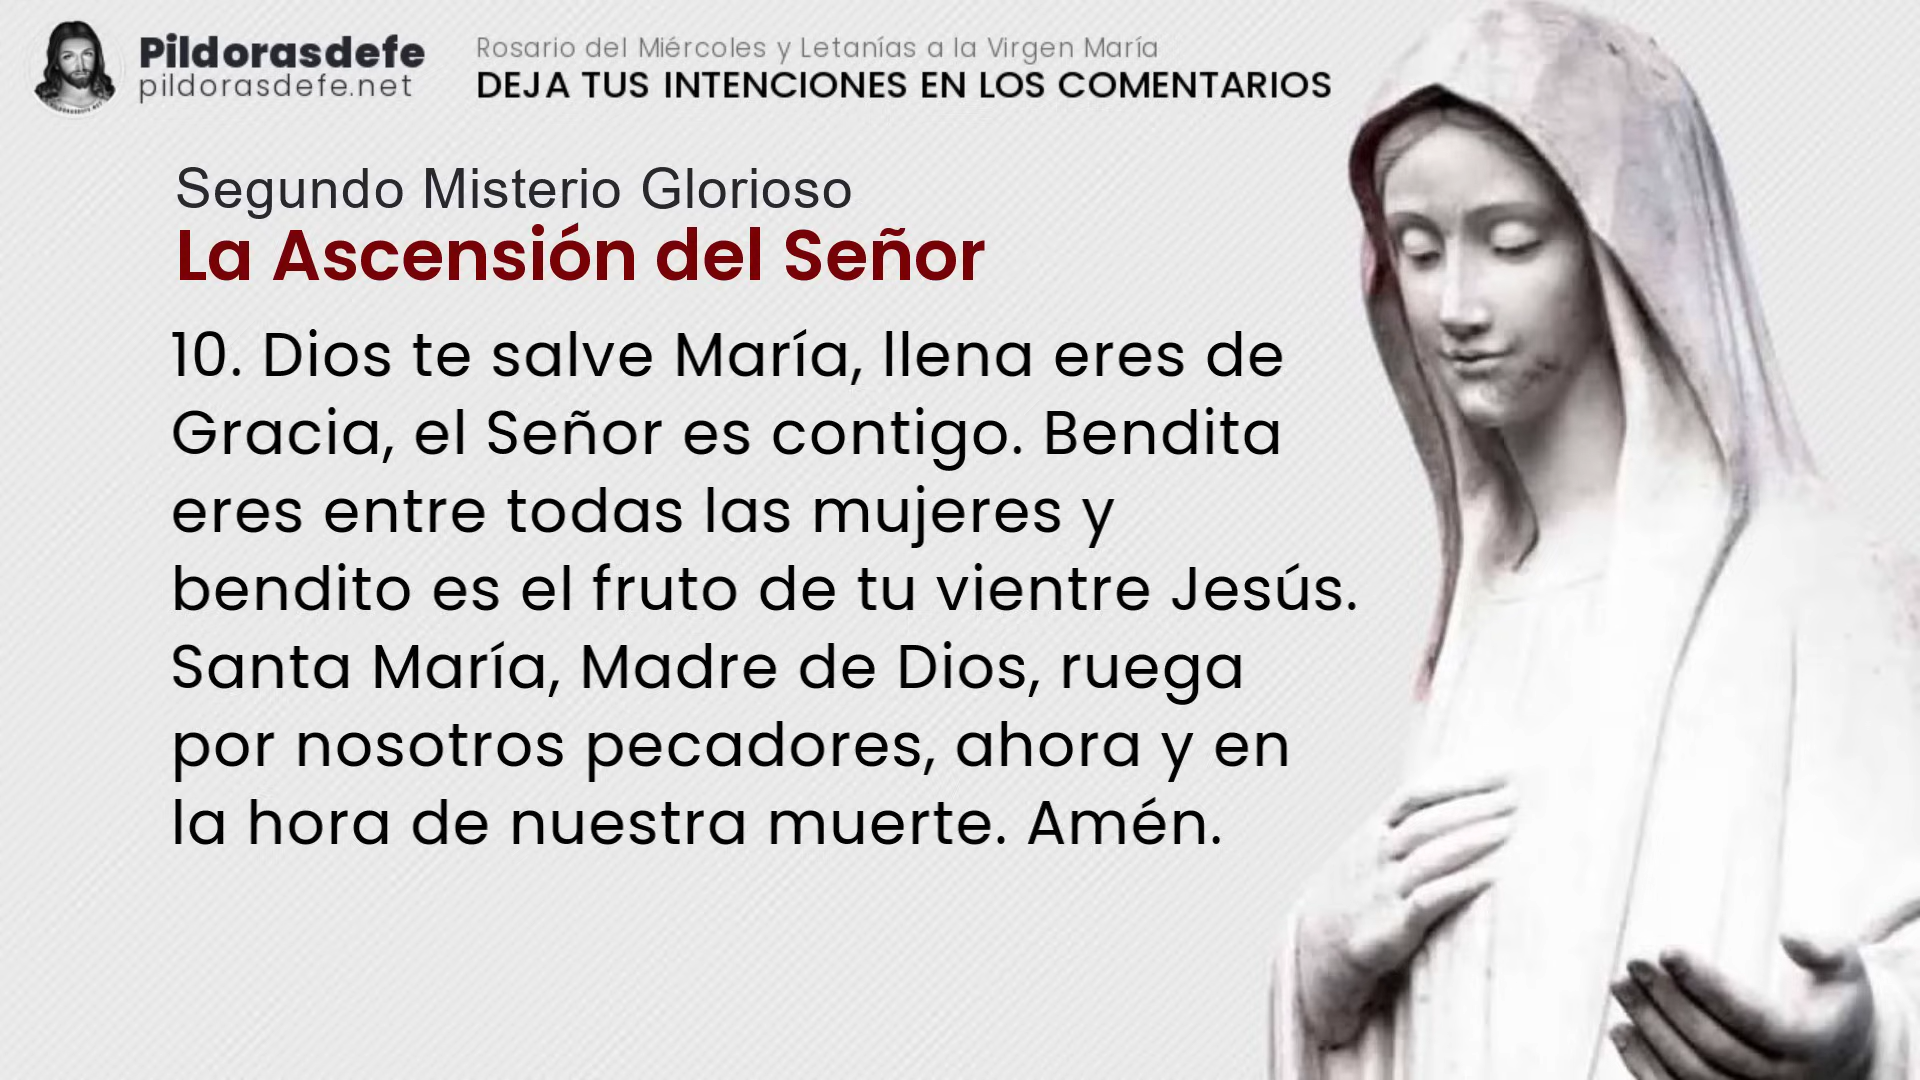 Pildorasdefe
pildorasdefe.net
Rosario del Miércoles y Letanías a la Virgen María
DEJA TUS INTENCIONES EN LOS COMENTARIOS
Segundo Misterio Glorioso
La Ascensión del Señor
10. Dios te salve María, llena eres de
Gracia, el Señor es contigo. Bendita
eres entre todas las mujeres y
bendito es el fruto de tu vientre Jesús.
Santa María, Madre de Dios, ruega
por nosotros pecadores, ahora y en
la hora de nuestra muerte. Amén.